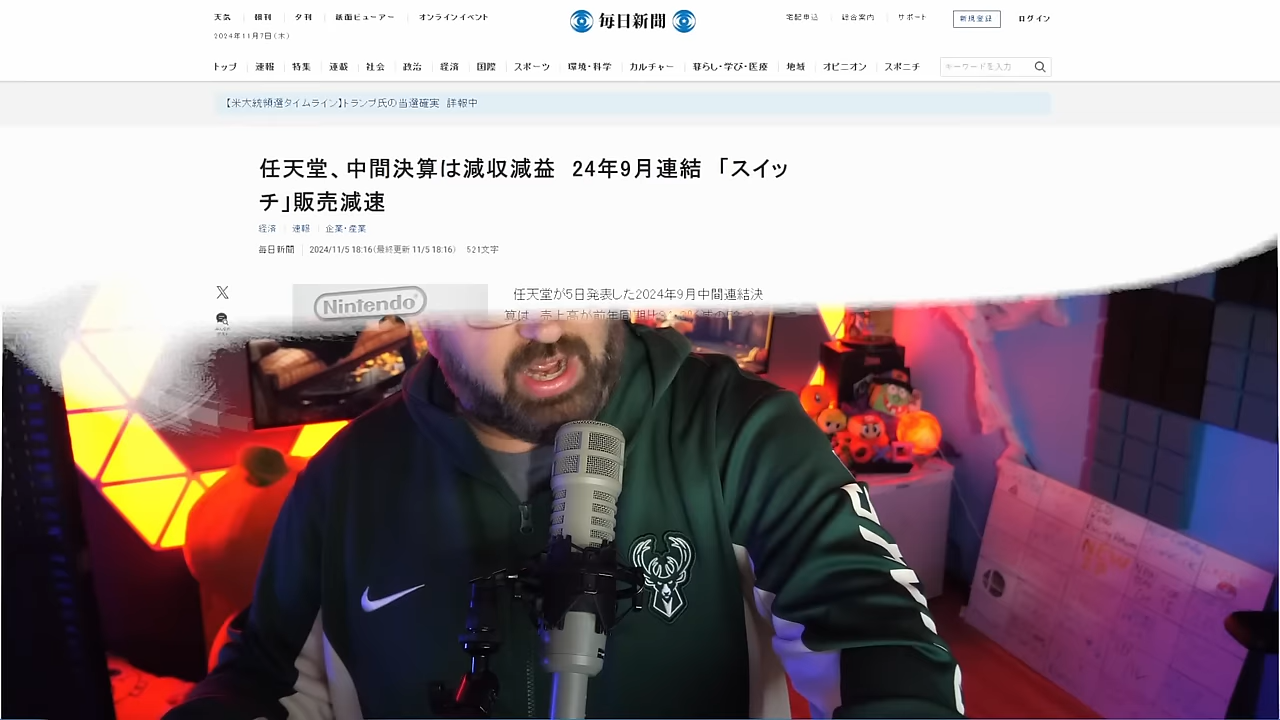 天気 朝刊 夕刊 紙面ビューアー オンラインイベント
毎日新聞
宅配申込 総合案内 サポート 新規登録 ログイン
2024年11月7日(木)
トップ 速報 特集 連載 社会 政治 経済 国際 スポーツ 環境・科学 カルチャー 暮らし・学び・医療 地域 オピニオン スポニチ キーワードを入力
【米大統領選タイムライン】トランプ氏の当選確実 詳報中
任天堂、中間決算は減収減益 24年9月連結 「スイッ
チ」販売減速
経済 速報 企業・産業
毎日新聞 2024/11/5 18:16(最終更新 11/5 18:16) 521文字
Nintendo
任天堂が5日発表した2024年9月中間連結決
算は、売上高が前年同期比